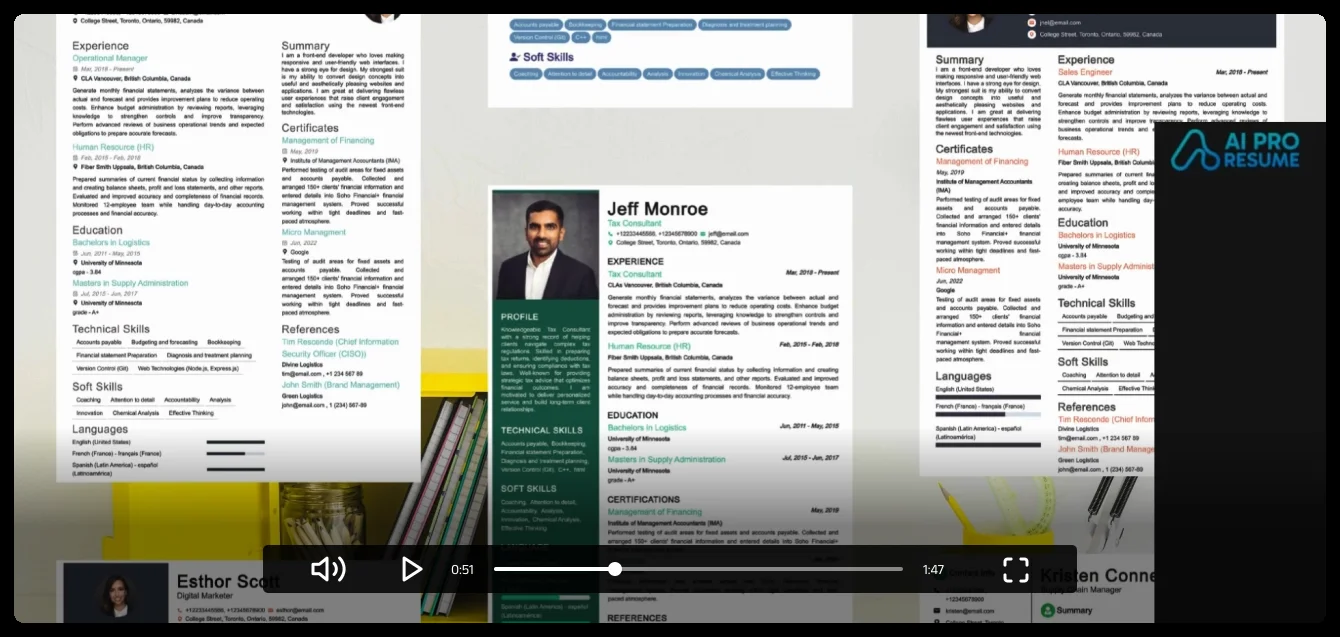 College Street, Toronto, Ontario, 59982, Canada
Experience
Operational Manager
Mar, 2018 - Present
CLA Vancouver, British Columbia, Canada
Generate monthly financial statements, analyzes the variance between
actual and forecast and provides improvement plans to reduce operating
costs. Enhance budget administration by reviewing reports, leveraging
knowledge to strengthen controls and improve transparency.
Perform advanced reviews of business operational trends and expected
obligations to prepare accurate forecasts.
Human Resource (HR)
Feb, 2015 - Feb, 2018
Fiber Smith Uppsala, British Columbia, Canada
Prepared summaries of current financial status by collecting information
and creating balance sheets, profit and loss statements, and other reports.
Evaluated and improved accuracy and completeness of financial records.
Monitored 12-employee team while handling day-to-day accounting
processes and financial accuracy.
Education
Bachelors in Logistics
Jun, 2011 - May, 2015
University of Minnesota
cgpa - 3.84
Masters in Supply Administration
Jul, 2015 - Jun, 2017
University of Minnesota
grade - A+
Technical Skills
Accounts payable Budgeting and forecasting Bookkeeping
Financial statement Preparation Diagnosis and treatment planning
Version Control (Git) Web Technologies (Node.js, Express.js)
Soft Skills
Coaching Attention to detail Accountability Analysis
Innovation Chemical Analysis Effective Thinking
Languages
English (United States)
French (France) - français (France)
Spanish (Latin America) - español
(Latinoamérica)
Summary
I am a front-end developer who loves making
responsive and user-friendly web interfaces. I
have a strong eye for design. My strongest suit
is my ability to convert design concepts into
useful and aesthetically pleasing websites and
applications. I am great at delivering flawless
user experiences that raise client engagement
and satisfaction using the newest front-end
technologies.
Certificates
Management of Financing
May, 2019
Institute of Management Accountants (IMA)
Performed testing of audit areas for fixed assets
and accounts payable. Collected and
arranged 150+ clients' financial information and
entered details into Soho Financial+ financial
management system. Proved successful
working within tight deadlines and fast-
paced atmosphere.
Micro Managment
Jun, 2022
Google
Testing of audit areas for fixed assets and
accounts payable. Collected and
arranged 150+ clients' financial information and
entered details into Soho Financial+ financial
management system. Proved successful
working within tight deadlines and fast-
paced atmosphere.
References
Tim Rescende (Chief Information
Security Officer (CISO))
Divine Logistics
tim@email.com , +1 234 567 89
John Smith (Brand Management)
Green Logistics
john@email.com , 1 (234) 567-89
Esthor Scott
Digital Marketer
+12233445588, +12345678900 esthor@email.com
College Street, Toronto, Ontario, 59982, Canada
Accounts payable Bookkeeping Financial statement Preparation Diagnosis and treatment planning
Version Control (Git) C++ html
Soft Skills
Coaching Attention to detail Accountability Analysis Innovation Chemical Analysis Effective Thinking
Jeff Monroe
Tax Consultant
+12233445588, +12345678900 jeff@email.com
College Street, Toronto, Ontario, 59982, Canada
PROFILE
Knowledgeable Tax Consultant
with a strong record of helping
clients navigate complex tax
regulations. Skilled in preparing
tax returns, identifying deductions,
and ensuring compliance with tax
laws. Well-known for providing
strategic tax advice that optimizes
financial outcomes. I am
motivated to deliver personalized
service and build long-term client
relationships.
TECHNICAL SKILLS
Accounts payable, Bookkeeping,
Financial statement Preparation,
Diagnosis and treatment planning,
Version Control (Git), C++, html
SOFT SKILLS
Coaching, Attention to detail,
Accountability, Analysis,
Innovation, Chemical Analysis,
Effective Thinking
Spanish (Latin America) - español
(Latinoamérica)
EXPERIENCE
Tax Consultant Mar, 2018 - Present
CLAs Vancouver, British Columbia, Canada
Generate monthly financial statements, analyzes the variance between actual and
forecast and provides improvement plans to reduce operating costs. Enhance budget
administration by reviewing reports, leveraging knowledge to strengthen controls and
improve transparency. Perform advanced reviews of business operational trends and
expected obligations to prepare accurate forecasts.
Human Resource (HR) Feb, 2015 - Feb, 2018
Fiber Smith Uppsala, British Columbia, Canada
Prepared summaries of current financial status by collecting information and creating
balance sheets, profit and loss statements, and other reports. Evaluated and improved
accuracy and completeness of financial records. Monitored 12-employee team
while handling day-to-day accounting processes and financial accuracy.
EDUCATION
Bachelors in Logistics Jun, 2011 - May, 2015
University of Minnesota
cgpa - 3.84
Masters in Supply Administration Jul, 2015 - Jun, 2017
University of Minnesota
grade - A+
CERTIFICATIONS
Management of Financing May, 2019
Institute of Management Accountants (IMA)
Performed testing of audit areas for fixed assets and accounts payable. Collected and
arranged 150+ clients' financial information and entered details into Soho Financial+
paced atmosphere.
REFERENCES
jnel@email.com
College Street, Toronto, Ontario, 59982, Canada
Summary
I am a front-end developer who loves
making responsive and user-friendly web
interfaces. I have a strong eye for design.
My strongest suit is my ability to convert
design concepts into useful and
aesthetically pleasing websites and
applications. I am great at delivering
flawless user experiences that raise
client engagement and satisfaction using
the newest front-end technologies.
Certificates
Management of Financing
May, 2019
Institute of Management Accountants
(IMA)
Performed testing of audit areas for fixed
assets and accounts payable.
Collected and arranged 150+ clients'
financial information and entered details
into Soho Financial+ financial
management system. Proved successful
working within tight deadlines and fast-
paced atmosphere.
Micro Managment
Jun, 2022
Google
Testing of audit areas for fixed assets
and accounts payable. Collected and
arranged 150+ clients' financial
information and entered details into Soho
Financial+ financial
management system. Proved successful
working within tight deadlines and fast-
paced atmosphere.
Languages
English (United States)
French (France) - français (France)
Spanish (Latin America) - español
(Latinoamérica)
Experience
Sales Engineer Mar, 2018 - Present
CLA Vancouver, British Columbia, Canada
Generate monthly financial statements, analyzes the variance between actual and
forecast and provides improvement plans to reduce operating costs.
Enhance budget administration by reviewing reports, leveraging knowledge to
strengthen controls and improve transparency. Perform advanced reviews of
business operational trends and
forecasts.
Human Resource (HR)
Fiber Smith Uppsala, British Columbia
Prepared summaries of current financial
creating balance sheets, profit and
and improved accuracy and
employee team while handling day-
accuracy.
Education
Bachelors in Logistics
University of Minnesota
cgpa - 3.84
Masters in Supply Administ
University of Minnesota
grade - A+
Technical Skills
Accounts payable Budgeting and
Financial statement Preparation
Version Control (Git) Web Techn
Soft Skills
Coaching Attention to detail
Chemical Analysis Effective Think
References
Tim Rescende (Chief Infor
Divine Logistics
tim@email.com , +1 234 567 89
John Smith (Brand Manage
Green Logistics
john@email.com , 1 (234) 567-89
Kristen Conne
Supply Chain Manager
Contact Info
+12345678900
kristen@email.com
Summary
AI PRO
RESUME
0:51
1:47